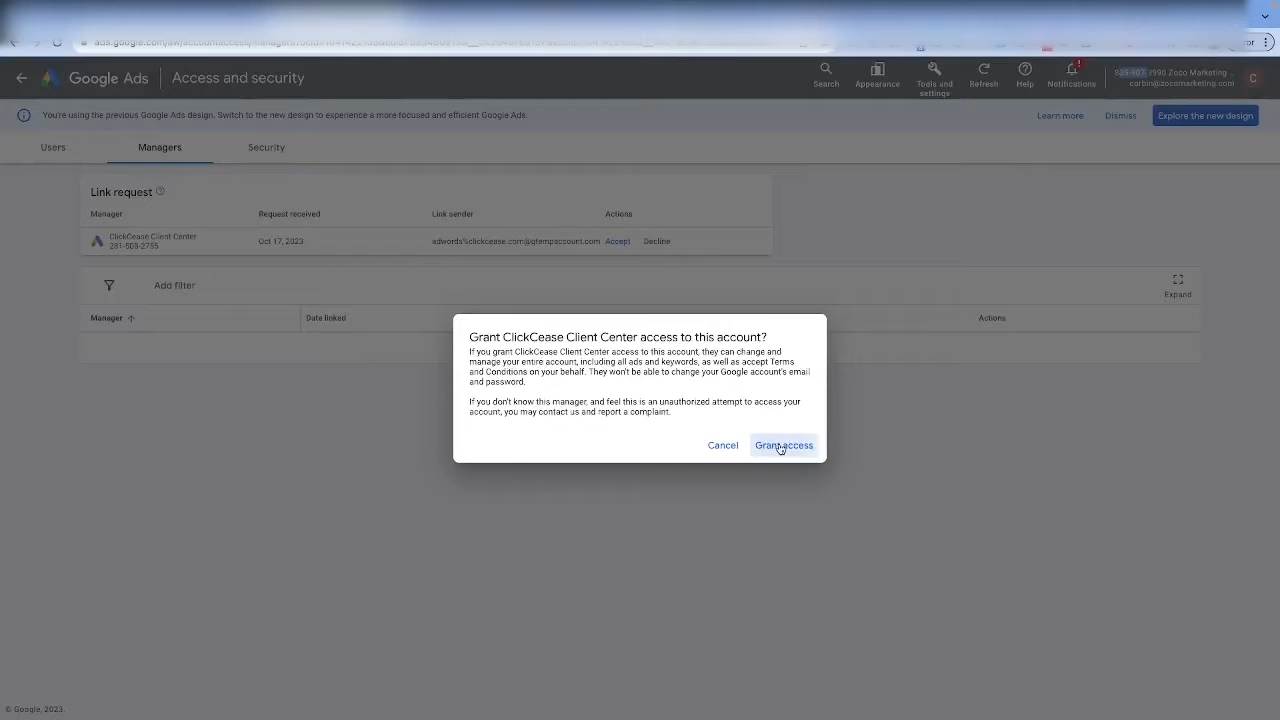 Google Ads | Access and security
Search
Appearance
Tools and settings
Refresh
Help
Notifications
Zoco Marketing ...
corbin@zocomarketing.com
C
You're using the previous Google Ads design. Switch to the new design to experience a more focused and efficient Google Ads.
Learn more
Dismiss
Explore the new design
Users
Managers
Security
Link request
Manager
Request received
Link sender
Actions
ClickCease Client Center
Oct 17, 2023
adwords%clickcease.com@gtempaccount.com
Accept
Decline
Add filter
Expand
Manager
Date linked
Actions
Grant ClickCease Client Center access to this account?
If you grant ClickCease Client Center access to this account, they can change and
manage your entire account, including all ads and keywords, as well as accept Terms
and Conditions on your behalf. They won't be able to change your Google account's email
and password.
If you don't know this manager, and feel this is an unauthorized attempt to access your
account, you may contact us and report a complaint.
Cancel
Grant access
© Google, 2023.